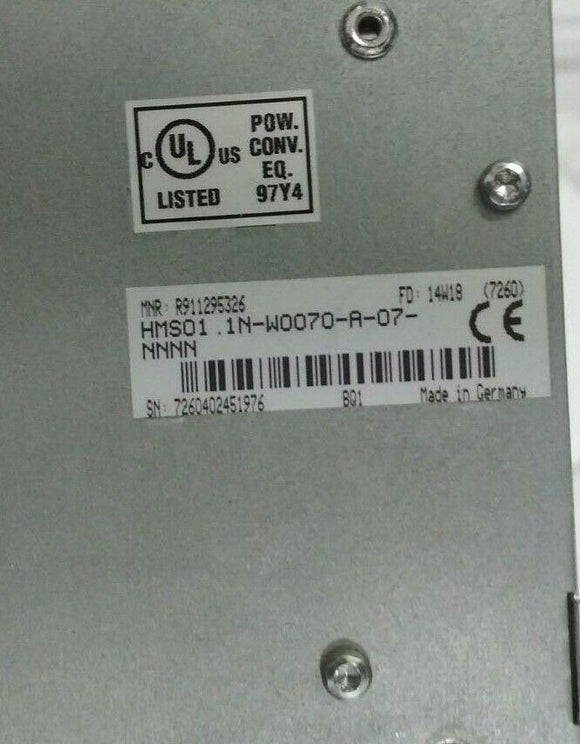 C UL US
LISTED
POW.
CONV.
EQ.
97Y4
MNR: R911295326 FD: 14W18 (7260)
HMS01.1N-W0070-A-07-
NNNN
CE
SN: 7260402451976 BQ1 Made in Germany